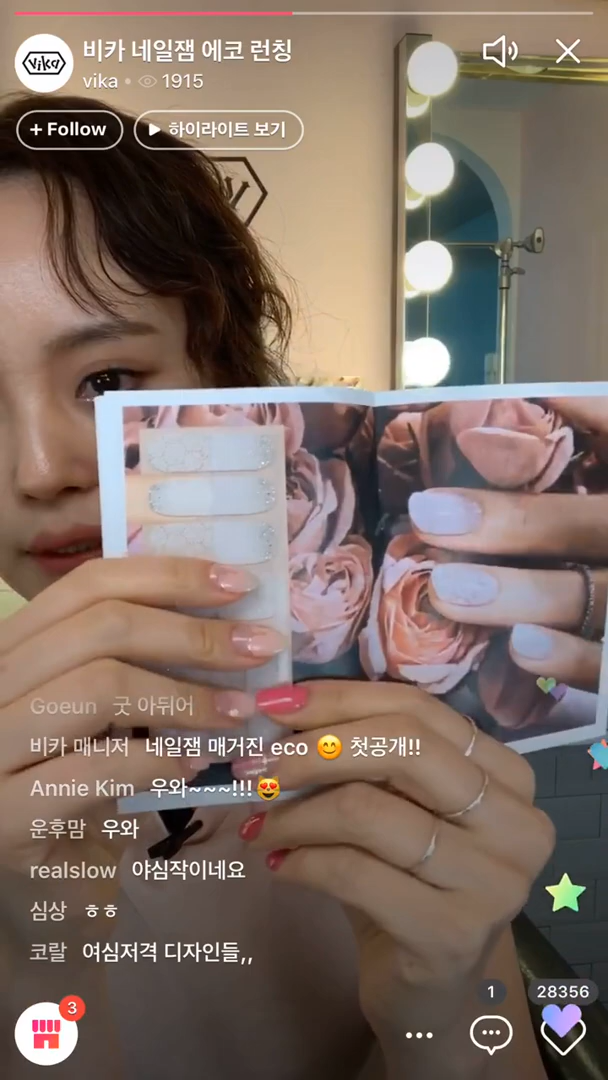 vika
비카 네일잼 에코 런칭
vika • 1915
+ Follow
하이라이트 보기
Goeun 굿 아뒤어
비카 매니저 네일잼 매거진 eco 😊 첫공개!!
Annie Kim 우와~~~!!!😍
운후맘 우와
realslow 야심작이네요
심상 ㅎㅎ
코랄 여심저격 디자인들,,
3
1
28356